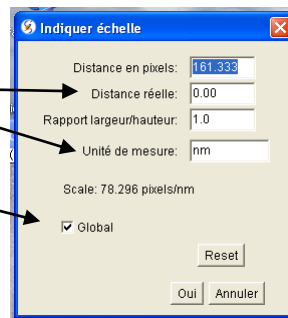 Indiquer échelle
Distance en pixels: 161.333
Distance réelle: 0.00
Rapport largeur/hauteur: 1.0
Unité de mesure: nm
Scale: 78.296 pixels/nm
Global
Reset
Oui Annuler